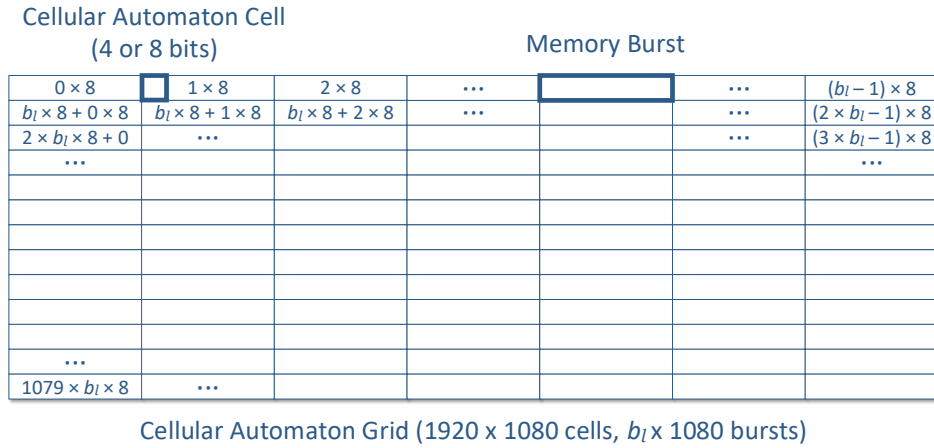 Cellular Automaton Cell
(4 or 8 bits)
Memory Burst
0 × 8 1 × 8 2 × 8 ... ... (bₗ – 1) × 8
bₗ × 8 + 0 × 8 bₗ × 8 + 1 × 8 bₗ × 8 + 2 × 8 ... ... (2 × bₗ – 1) × 8
2 × bₗ × 8 + 0 ... ... (3 × bₗ – 1) × 8
... ...
...
1079 × bₗ × 8 ...
Cellular Automaton Grid (1920 x 1080 cells, bₗ x 1080 bursts)